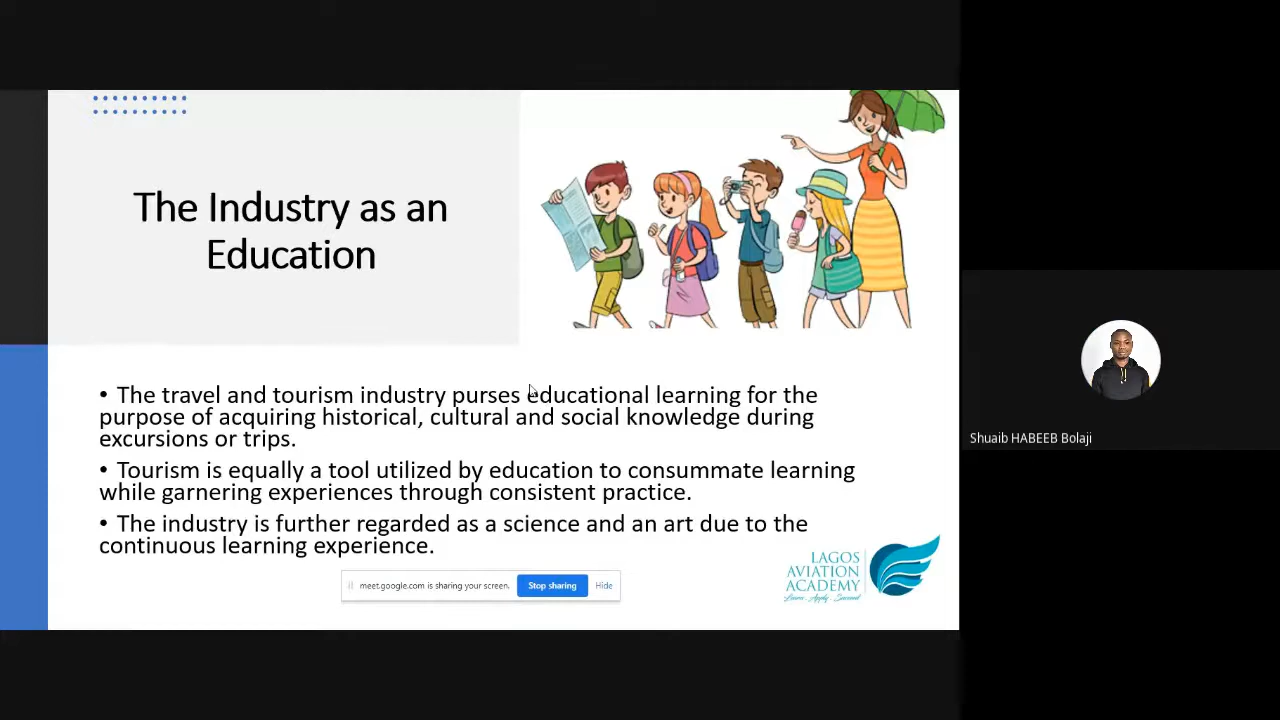 The Industry as an
Education
• The travel and tourism industry purses educational learning for the
purpose of acquiring historical, cultural and social knowledge during
excursions or trips.
• Tourism is equally a tool utilized by education to consummate learning
while garnering experiences through consistent practice.
• The industry is further regarded as a science and an art due to the
continuous learning experience.
LAGOS
AVIATION
ACADEMY
Learn . Apply . Succeed
meet.google.com is sharing your screen.
Stop sharing
Hide
Shuaib HABEEB Bolaji